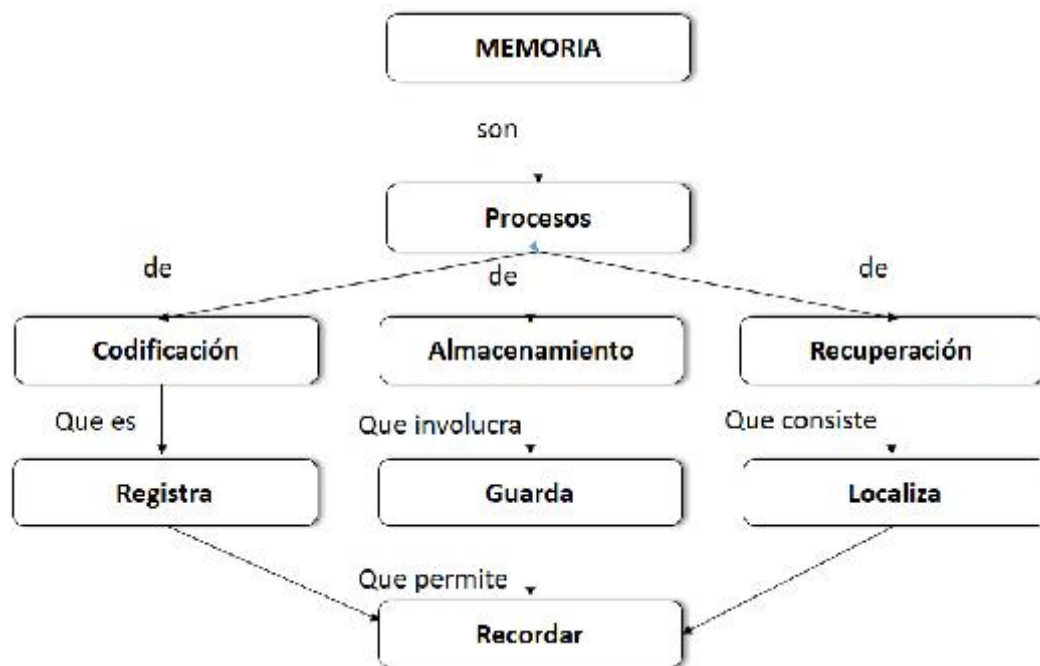 MEMORIA
son
Procesos
de
de
de
Codificación
Almacenamiento
Recuperación
Que es
Que involucra
Que consiste
Registra
Guarda
Localiza
Que permite
Recordar